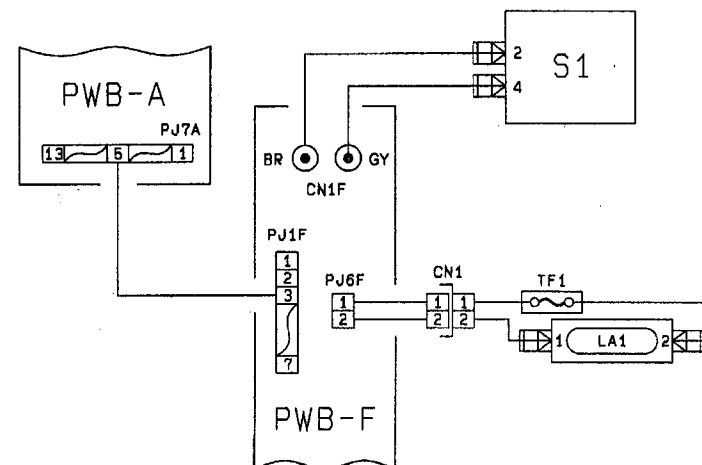 PWB-A
PJ7A
13 6 1
2
S1
4
BR
GY
CN1F
PJ1F
1
2
3
7
PJ6F
1
2
CN1
1 1
2 2
TF1
1 LA1 2
PWB-F